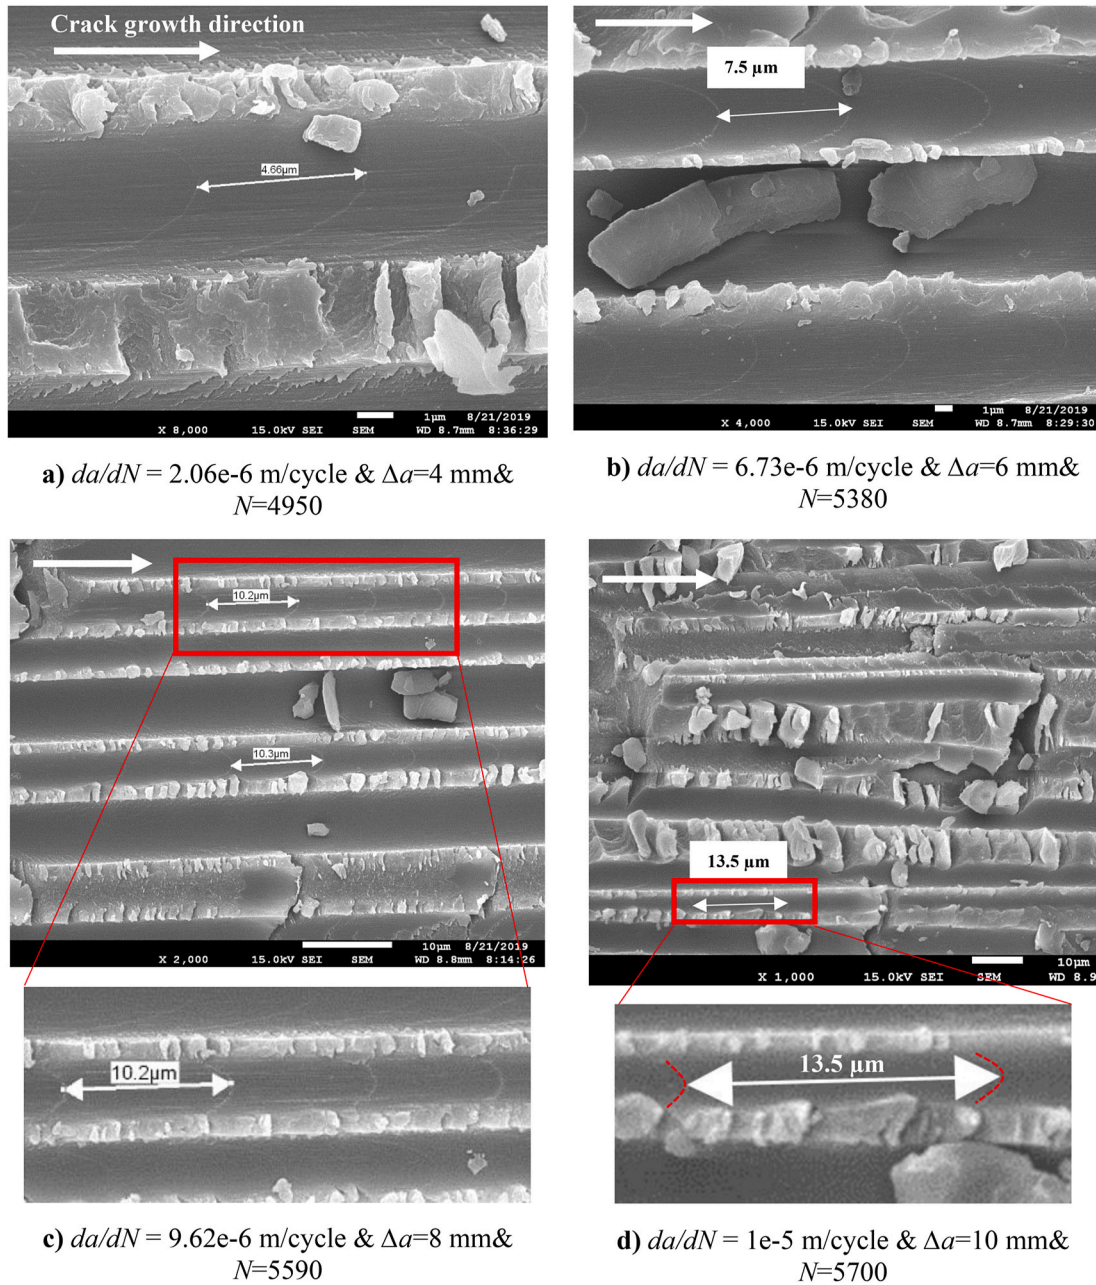 Crack growth direction
4.66µm
1µm 8/21/2019
X 8,000 15.0kV SEI SEM WD 8.7mm 8:36:29
7.5 µm
1µm 8/21/2019
X 4,000 15.0kV SEI SEM WD 8.7mm 8:29:30
a) da/dN = 2.06e-6 m/cycle & Δa=4 mm&
N=4950
b) da/dN = 6.73e-6 m/cycle & Δa=6 mm&
N=5380
10.2µm
10.3µm
10µm 8/21/2019
X 2,000 15.0kV SEI SEM WD 8.8mm 8:14:26
13.5 µm
10µm
X 1,000 15.0kV SEI SEM WD 8.9
10.2µm
13.5 µm
c) da/dN = 9.62e-6 m/cycle & Δa=8 mm&
N=5590
d) da/dN = 1e-5 m/cycle & Δa=10 mm&
N=5700